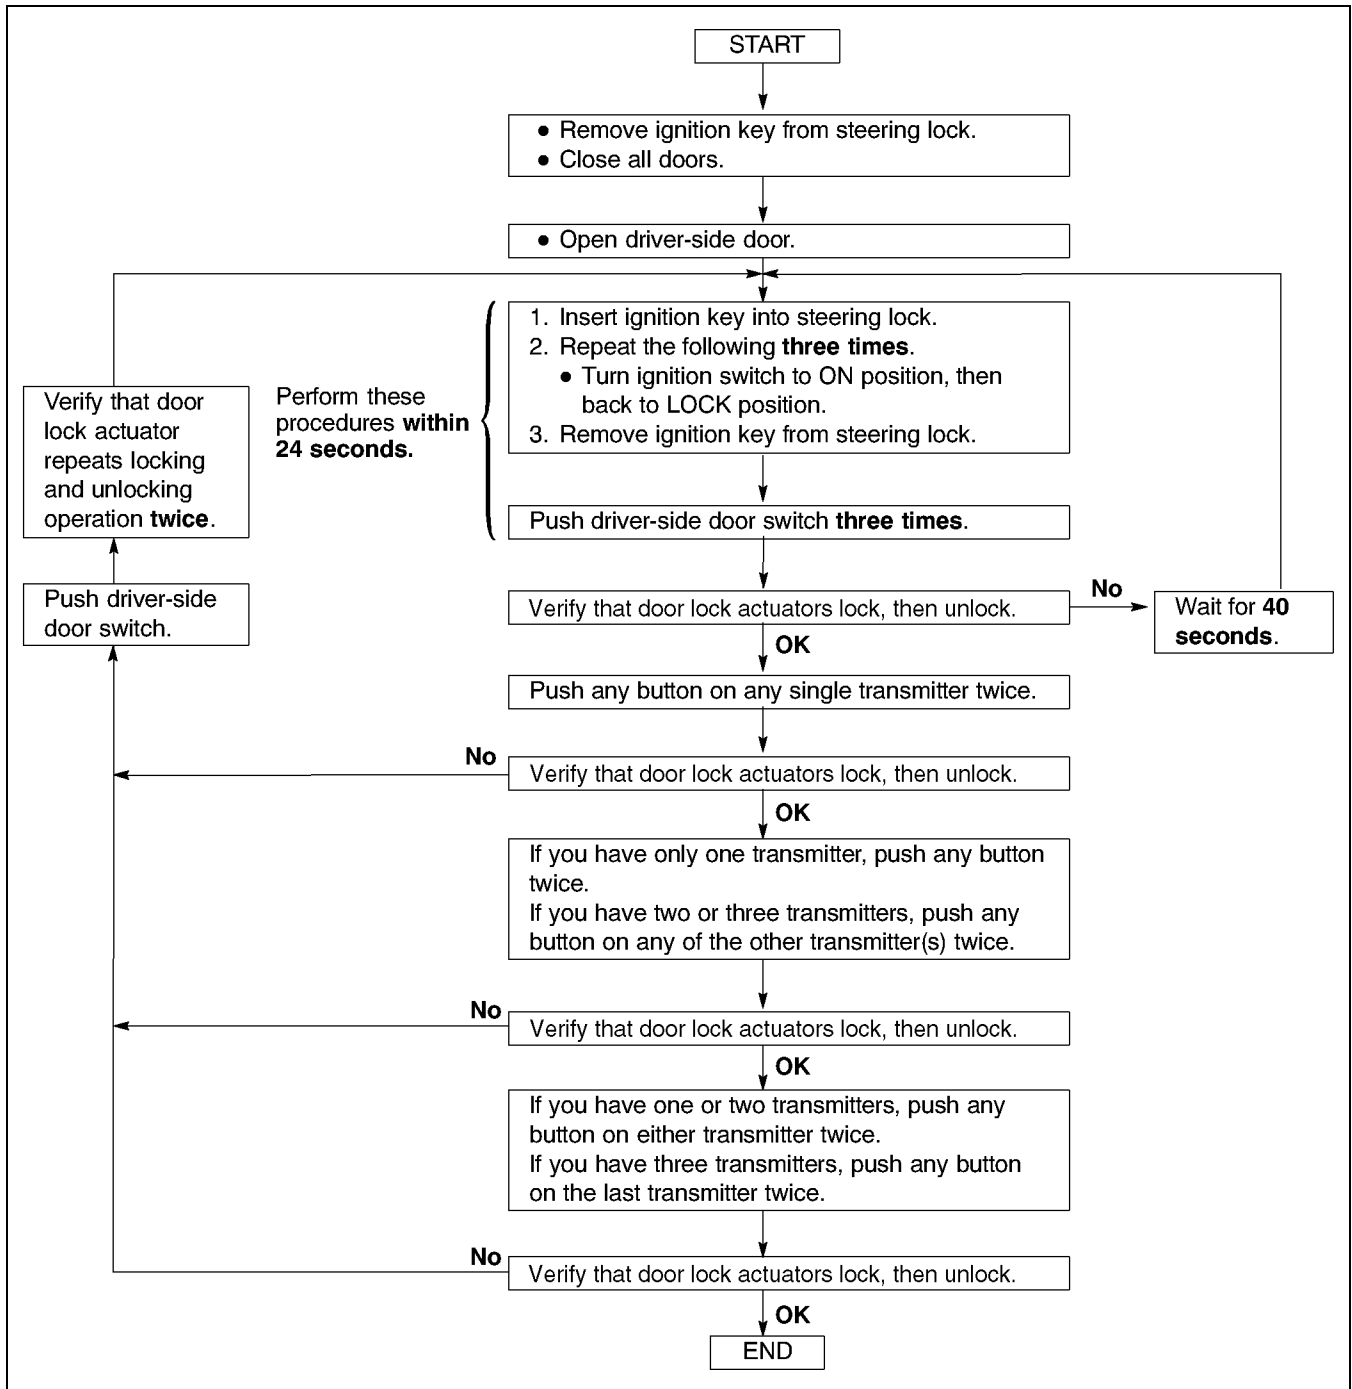 START
● Remove ignition key from steering lock.
● Close all doors.
● Open driver-side door.
1. Insert ignition key into steering lock.
2. Repeat the following three times.
● Turn ignition switch to ON position, then
back to LOCK position.
3. Remove ignition key from steering lock.
Perform these
procedures within
24 seconds.
Verify that door
lock actuator
repeats locking
and unlocking
operation twice.
Push driver-side door switch three times.
Push driver-side
door switch.
Verify that door lock actuators lock, then unlock.
No
Wait for 40
seconds.
OK
Push any button on any single transmitter twice.
No
Verify that door lock actuators lock, then unlock.
OK
If you have only one transmitter, push any button
twice.
If you have two or three transmitters, push any
button on any of the other transmitter(s) twice.
No
Verify that door lock actuators lock, then unlock.
OK
If you have one or two transmitters, push any
button on either transmitter twice.
If you have three transmitters, push any button
on the last transmitter twice.
No
Verify that door lock actuators lock, then unlock.
OK
END